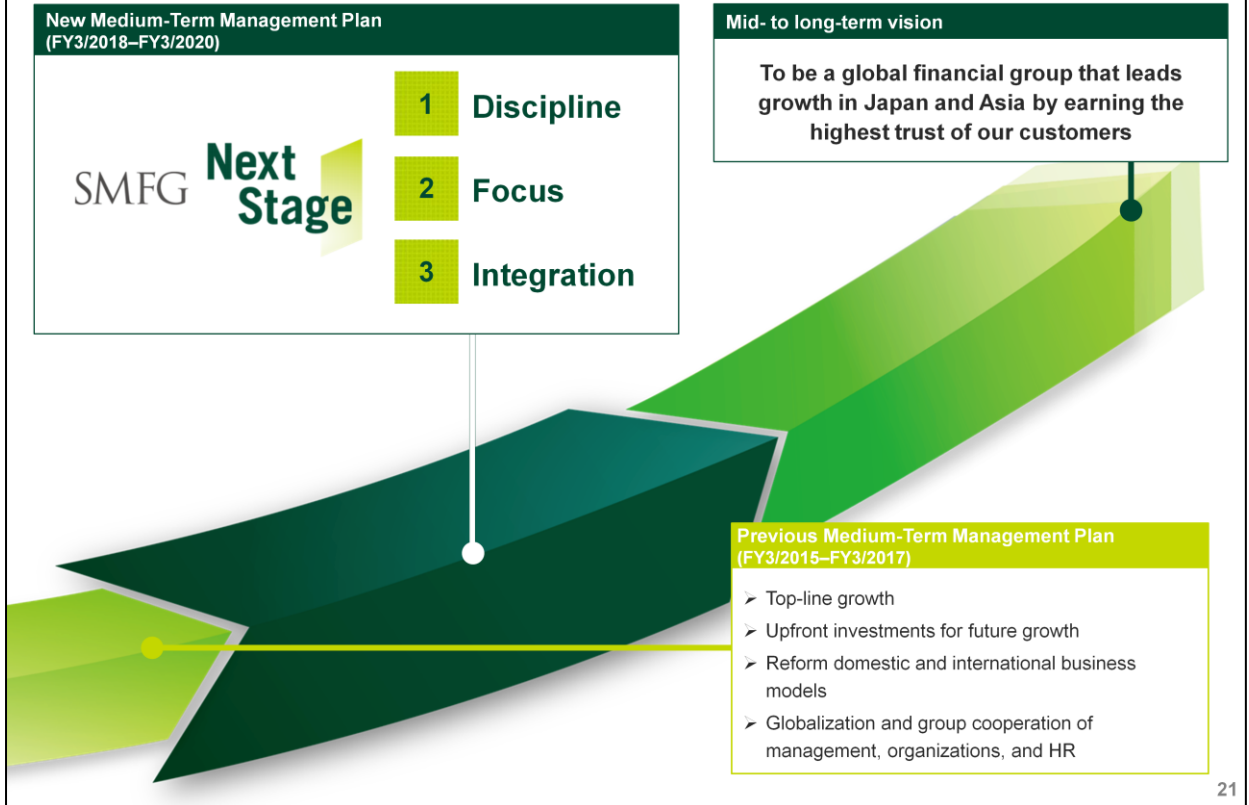 New Medium-Term Management Plan
(FY3/2018–FY3/2020)
SMFG
Next
Stage
1 Discipline
2 Focus
3 Integration
Mid- to long-term vision
To be a global financial group that leads
growth in Japan and Asia by earning the
highest trust of our customers
Previous Medium-Term Management Plan
(FY3/2015–FY3/2017)
➢ Top-line growth
➢ Upfront investments for future growth
➢ Reform domestic and international business
models
➢ Globalization and group cooperation of
management, organizations, and HR
21